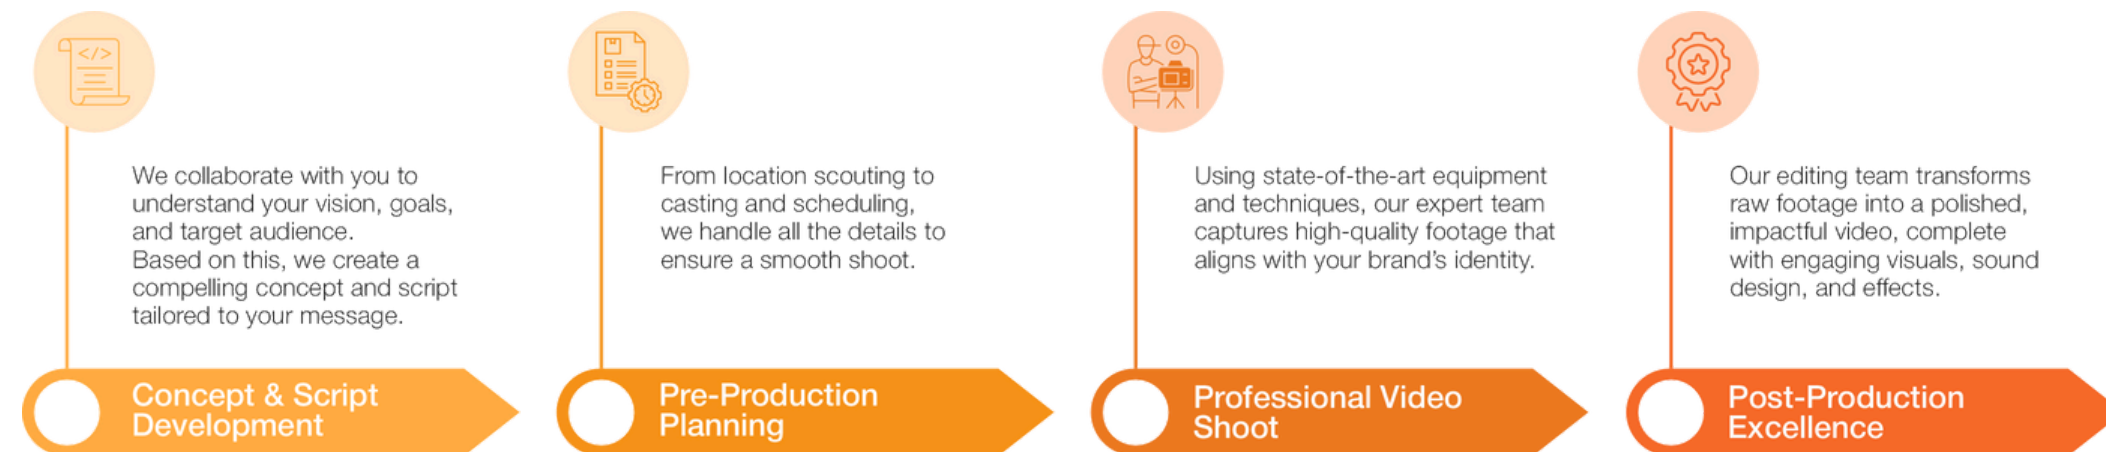 We collaborate with you to
understand your vision, goals,
and target audience.
Based on this, we create a
compelling concept and script
tailored to your message.
Concept & Script
Development
From location scouting to
casting and scheduling,
we handle all the details to
ensure a smooth shoot.
Pre-Production
Planning
Using state-of-the-art equipment
and techniques, our expert team
captures high-quality footage that
aligns with your brand’s identity.
Professional Video
Shoot
Our editing team transforms
raw footage into a polished,
impactful video, complete
with engaging visuals, sound
design, and effects.
Post-Production
Excellence